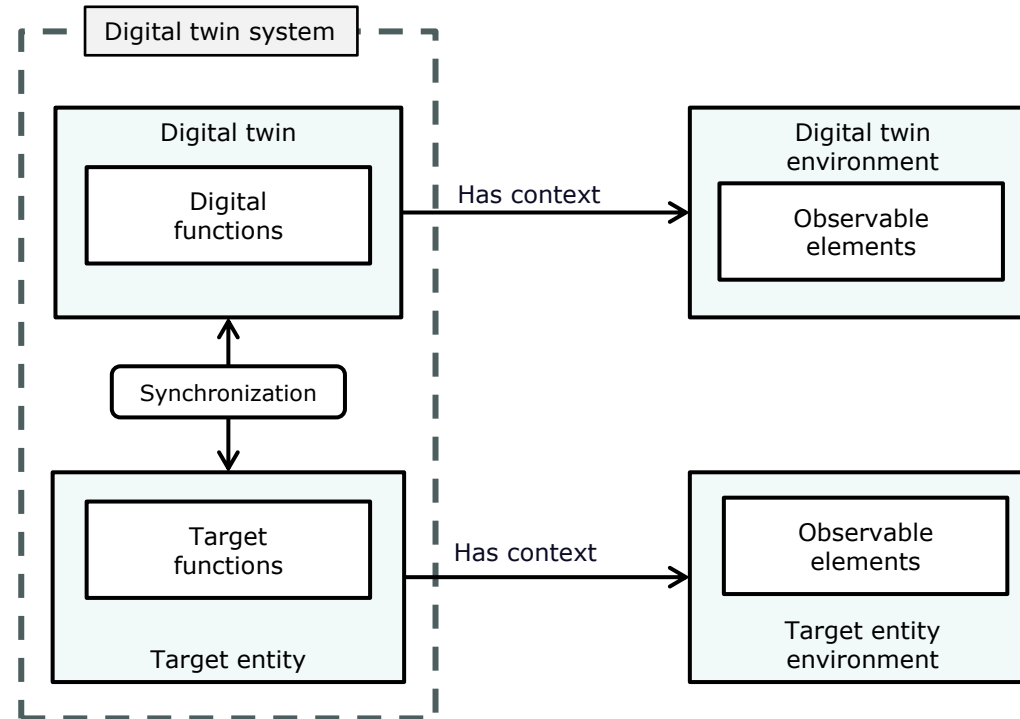 Digital twin system
Digital twin
Digital
functions
Has context
Digital twin
environment
Observable
elements
Synchronization
Target
functions
Target entity
Has context
Observable
elements
Target entity
environment